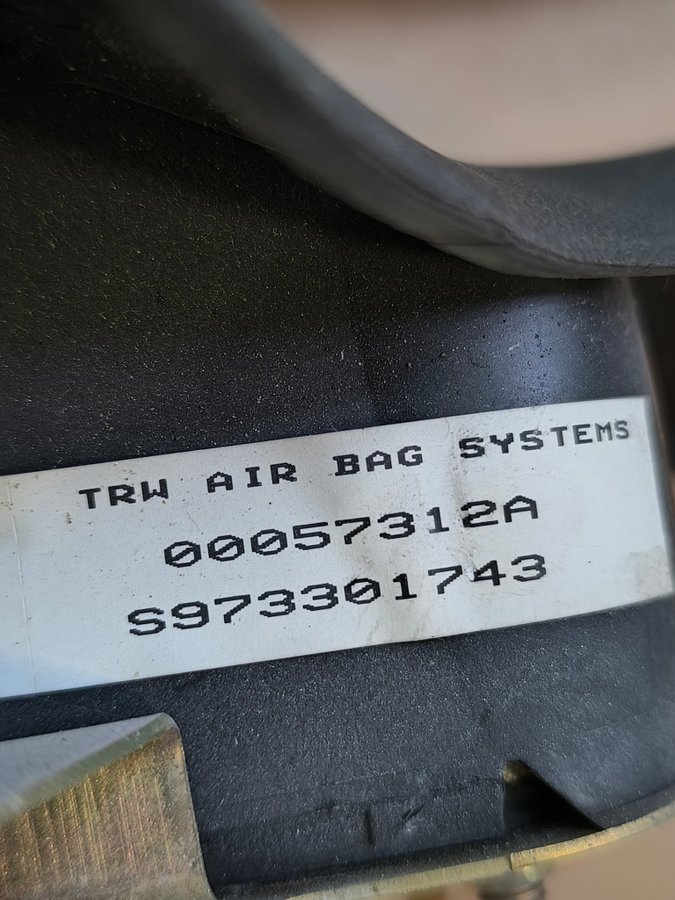 TRW AIR BAG SYSTEMS
00057312A
S973301743